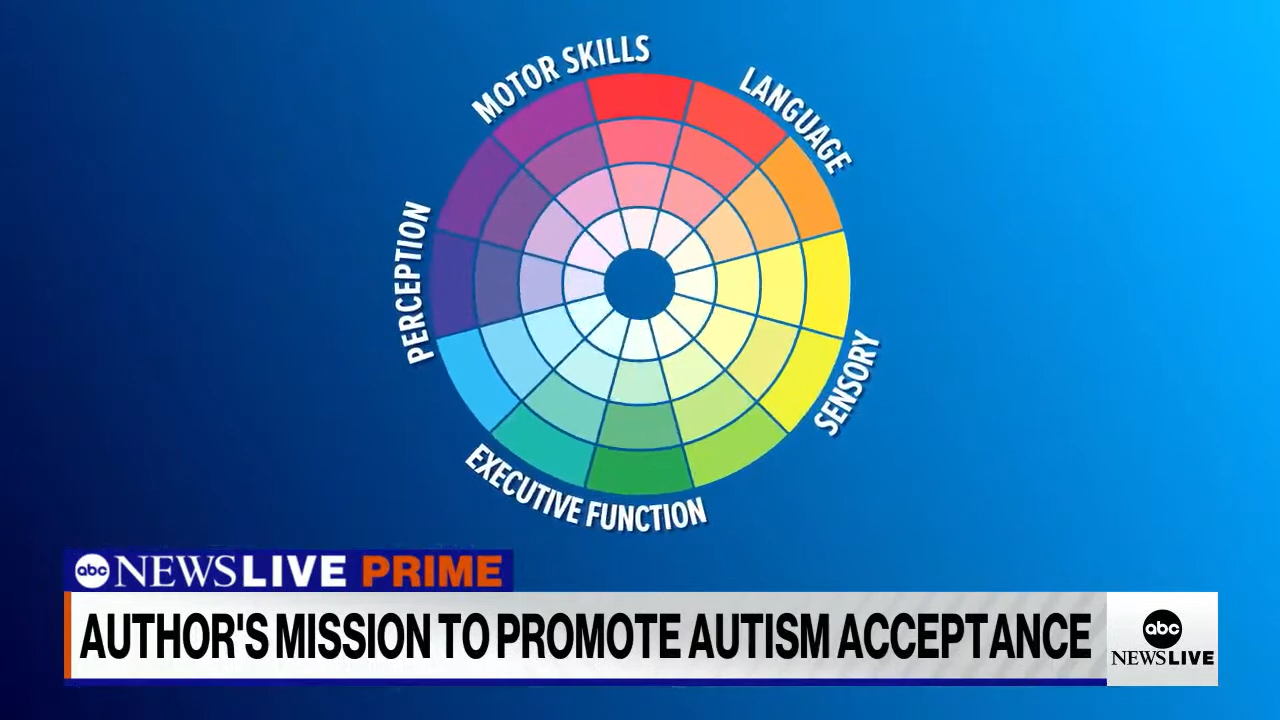 MOTOR SKILLS
LANGUAGE
PERCEPTION
SENSORY
EXECUTIVE FUNCTION
abc NEWS LIVE PRIME
AUTHOR'S MISSION TO PROMOTE AUTISM ACCEPTANCE
abc
NEWS LIVE